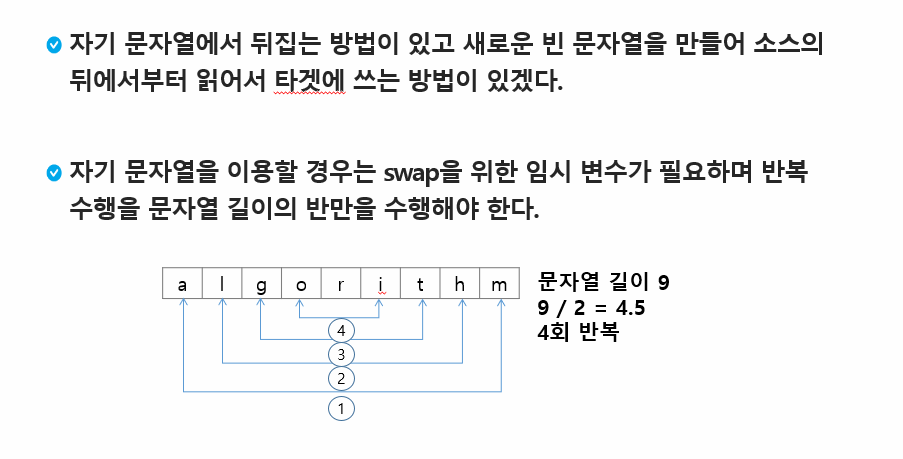 자기 문자열에서 뒤집는 방법이 있고 새로운 빈 문자열을 만들어 소스의
뒤에서부터 읽어서 타겟에 쓰는 방법이 있겠다.
자기 문자열을 이용할 경우는 swap을 위한 임시 변수가 필요하며 반복
수행을 문자열 길이의 반만을 수행해야 한다.
a l g o r i t h m
문자열 길이 9
9 / 2 = 4.5
4회 반복
4
3
2
1